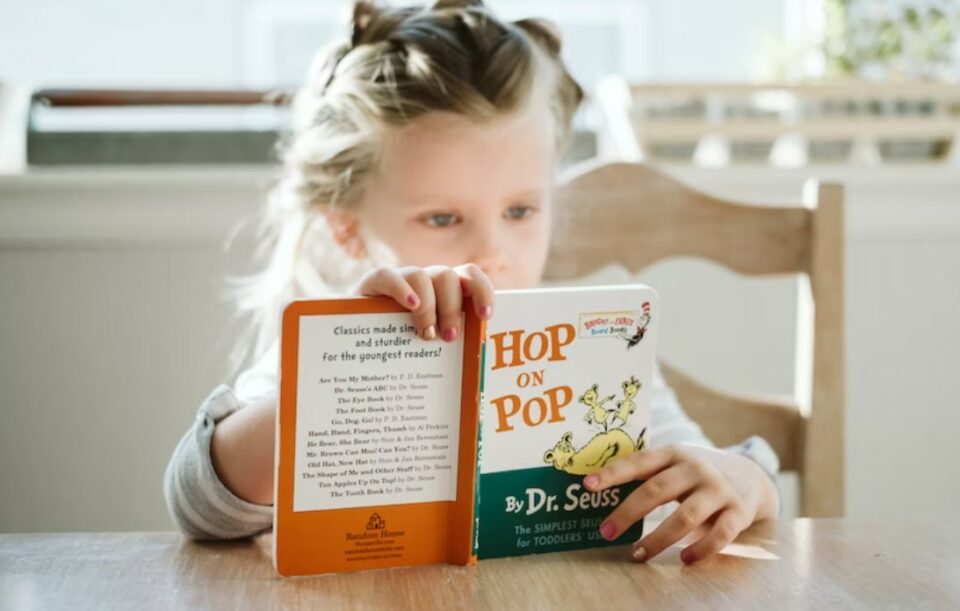 Classics made
and sturdier
for the youngest readers!
Are You My Mother? by P. D. Eastman
Dr. Seuss's ABC by Dr. Seuss
The Eye Book by Dr. Seuss
The Foot Book by Dr. Seuss
Go, Dog. Go! by P. D. Eastman
Hand, Hand, Fingers, Thumb by Al Perkins
He Bear, She Bear by Stan & Jan Berenstain
Mr. Brown Can Moo! Can You? by Dr. Seuss
Old Hat, New Hat by Stan & Jan Berenstain
The Shape of Me and Other Stuff by Dr. Seuss
Ten Apples Up On Top! by Dr. Seuss
The Tooth Book by Dr. Seuss
Random House
HOP
ON
POP
BRIGHT and EARLY
Board Books
By Dr. Seuss
The SIMPLEST
for TODDLERS'